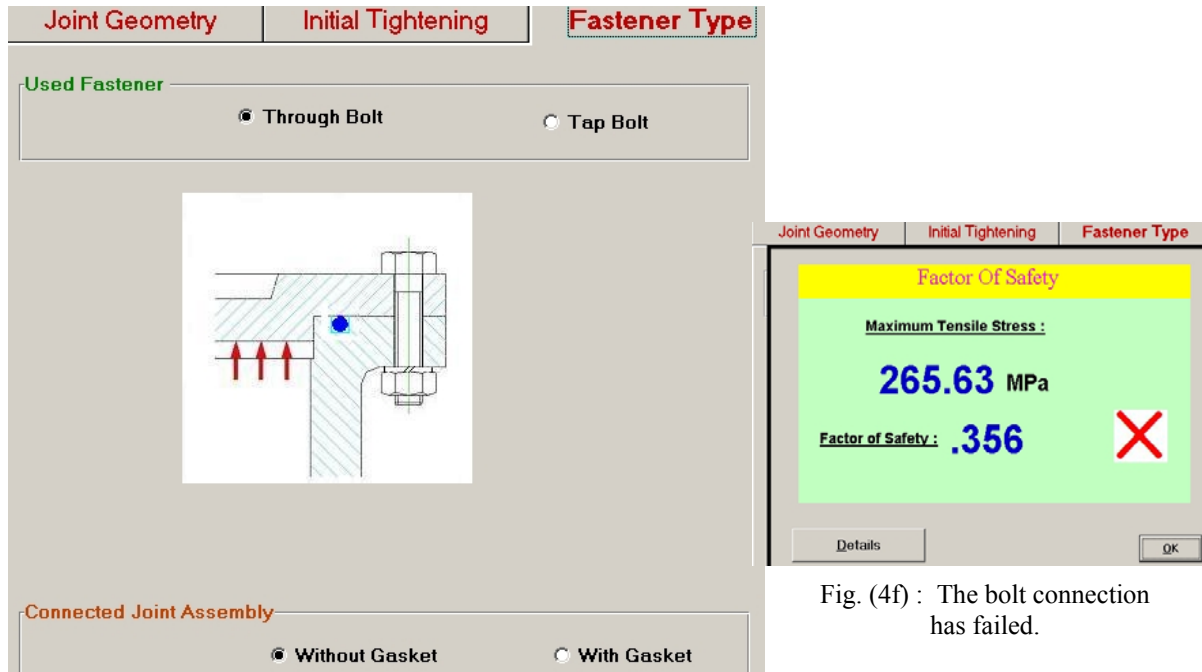 Joint Geometry Initial Tightening Fastener Type
Used Fastener
Through Bolt Tap Bolt
Connected Joint Assembly
Without Gasket With Gasket
Joint Geometry Initial Tightening Fastener Type
Factor Of Safety
Maximum Tensile Stress :
265.63 MPa
Factor of Safety : .356
Details OK
Fig. (4f) : The bolt connection
has failed.